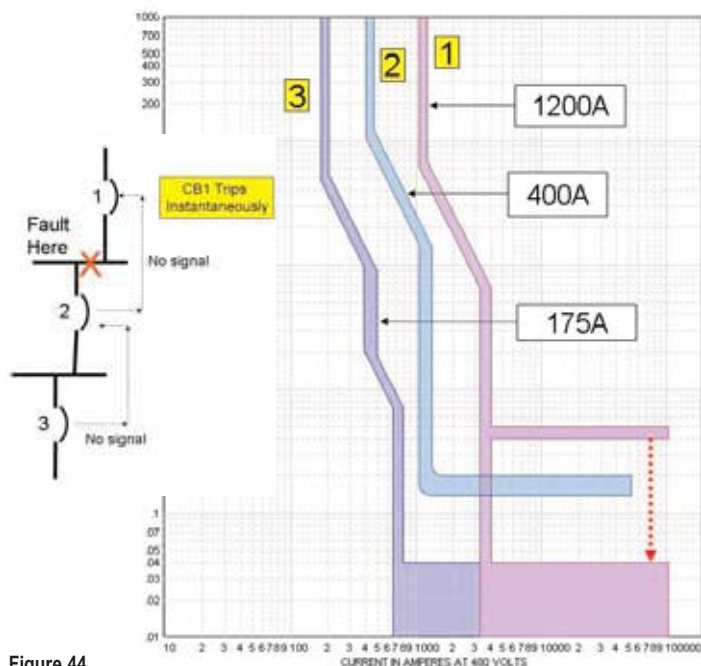 1000
700
500
400
300
200
.1
.07
.05
.04
.03
.02
.01
3
2
1
1200A
400A
175A
1
CB1 Trips
Instantaneously
Fault
Here
No signal
2
3
No signal
10 2 3 4 5 6 7 8 9 100 2 3 4 5 6 7 8 9 1000 2 3 4 5 6 7 8 9 10000 2 3 4 5 6 7 8 9 100000
CURRENT IN AMPERES AT 480 VOLTS
Figure 44